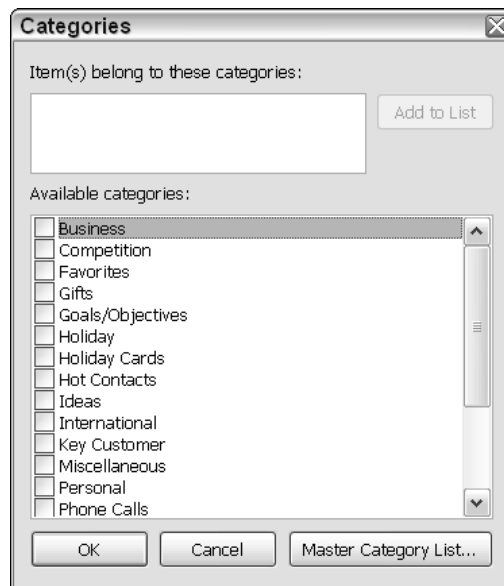 Categories
Item(s) belong to these categories:
Add to List
Available categories:
Business
Competition
Favorites
Gifts
Goals/Objectives
Holiday
Holiday Cards
Hot Contacts
Ideas
International
Key Customer
Miscellaneous
Personal
Phone Calls
OK Cancel Master Category List...